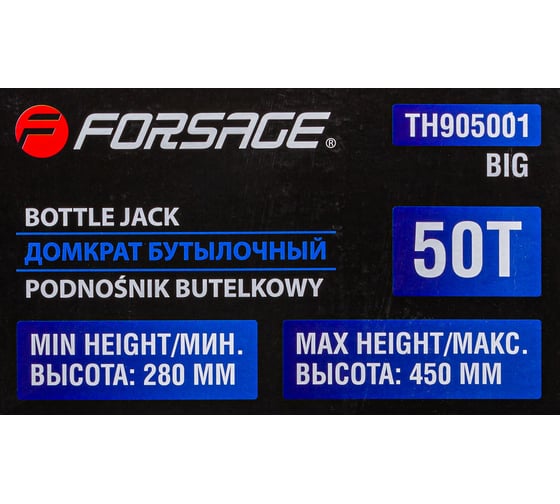 FORSAGE®
TH905001
BIG
BOTTLE JACK
ДОМКРАТ БУТЫЛОЧНЫЙ
PODNOŚNIK BUTELKOWY
50T
MIN HEIGHT/МИН.
ВЫСОТА: 280 ММ
MAX HEIGHT/МАКС.
ВЫСОТА: 450 ММ